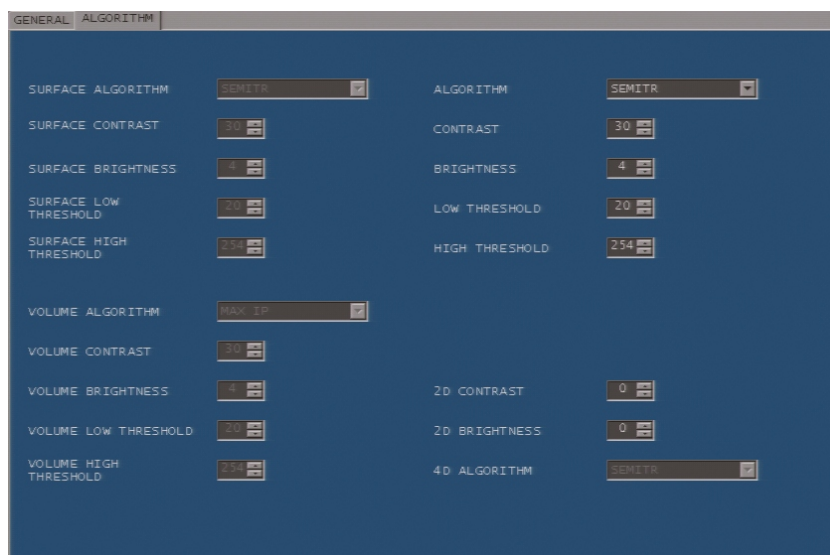 GENERAL ALGORITHM
SURFACE ALGORITHM SEMITR ALGORITHM SEMITR
SURFACE CONTRAST 30 CONTRAST 30
SURFACE BRIGHTNESS 4 BRIGHTNESS 4
SURFACE LOW
THRESHOLD 20 LOW THRESHOLD 20
SURFACE HIGH
THRESHOLD 254 HIGH THRESHOLD 254
VOLUME ALGORITHM MAX IP
VOLUME CONTRAST 30
VOLUME BRIGHTNESS 4 2D CONTRAST 0
VOLUME LOW THRESHOLD 20 2D BRIGHTNESS 0
VOLUME HIGH
THRESHOLD 254 4D ALGORITHM SEMITR